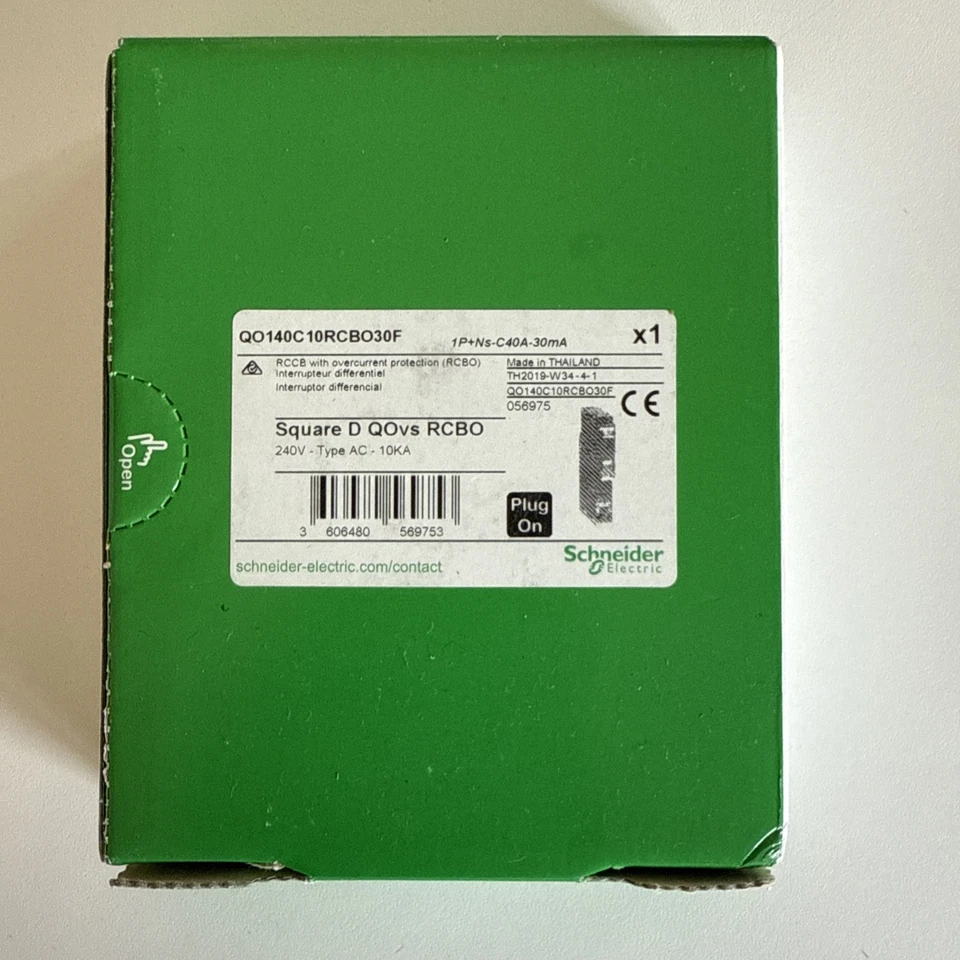 QO140C10RCBO30F
1P+Ns-C40A-30mA
x1
RCCB with overcurrent protection (RCBO)
Interrupteur différentiel
Interruptor differencial
Made in THAILAND
TH2019-W34-4-1
QO140C10RCBO30F
056975
CE
Square D QOvs RCBO
240V - Type AC - 10KA
3 606480 569753
Plug
On
schneider-electric.com/contact
Schneider
Electric
Open